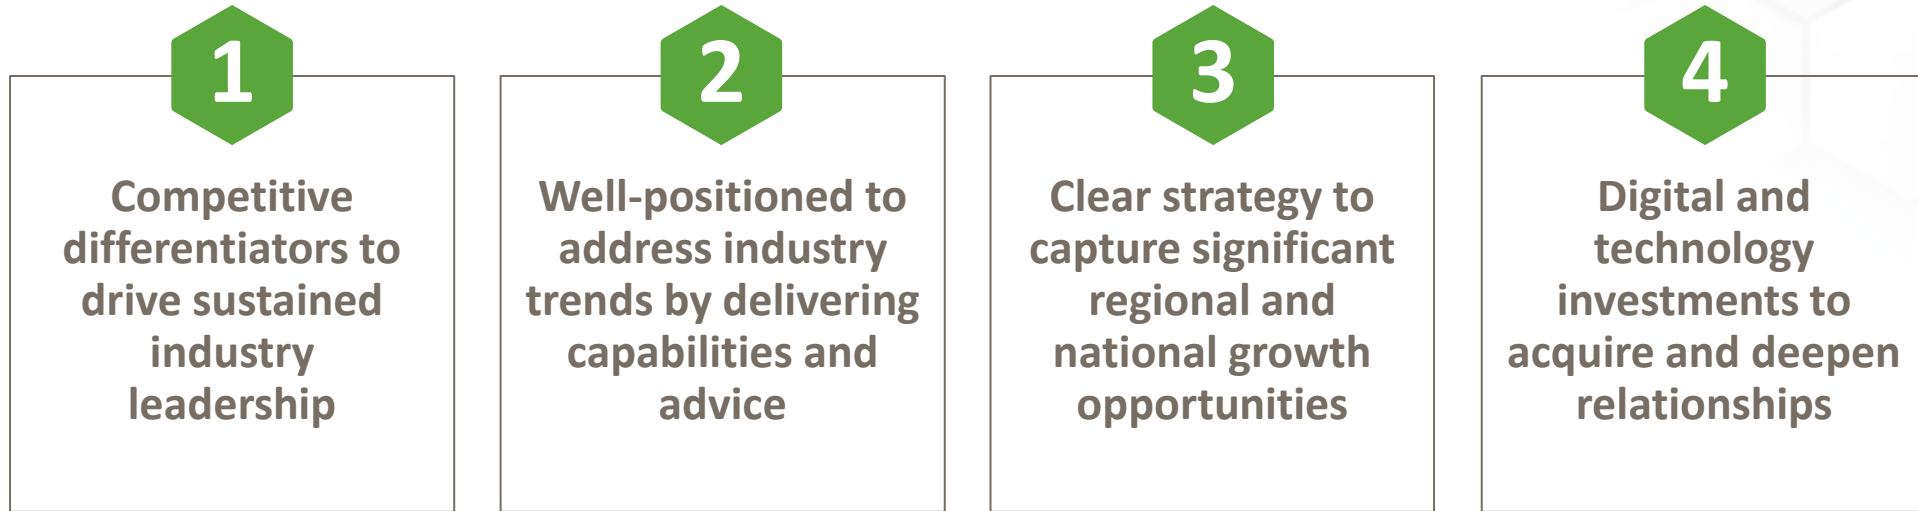 1
Competitive
differentiators to
drive sustained
industry
leadership
2
Well-positioned to
address industry
trends by delivering
capabilities and
advice
3
Clear strategy to
capture significant
regional and
national growth
opportunities
4
Digital and
technology
investments to
acquire and deepen
relationships